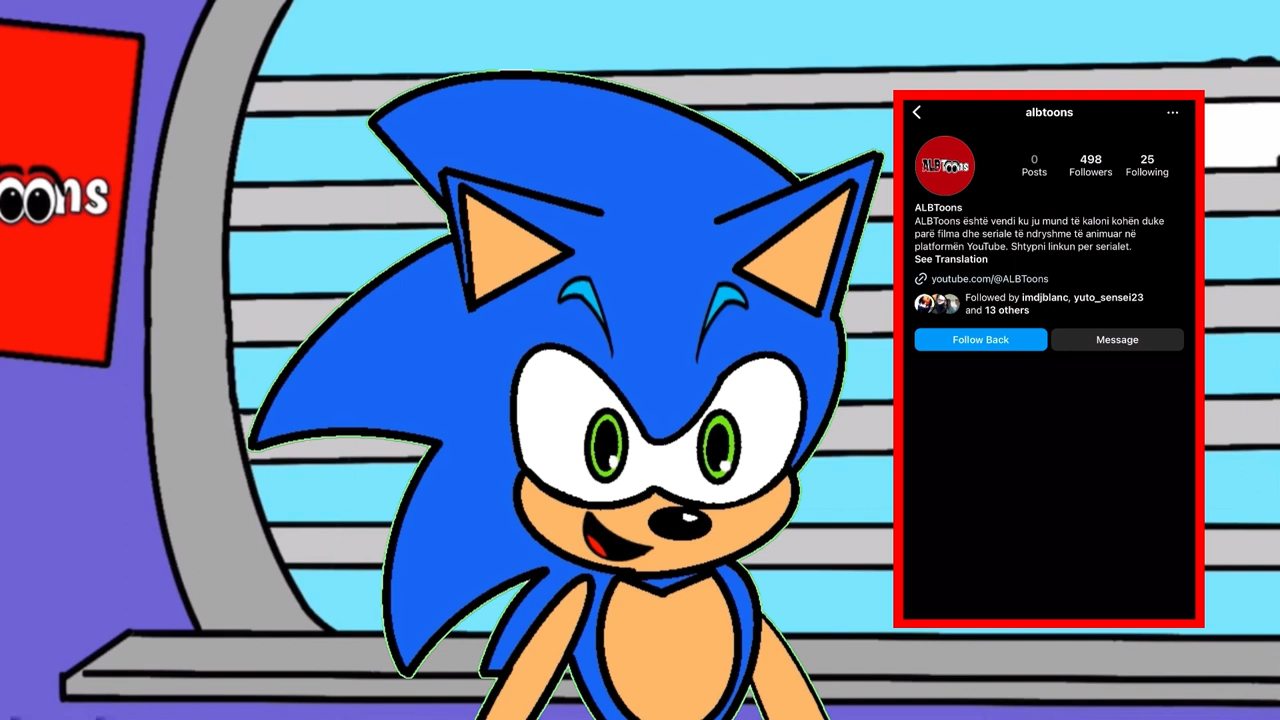 ons
albtoons
ALBToons
0 498 25
Posts Followers Following
ALBToons
ALBToons është vendi ku ju mund të kaloni kohën duke
parë filma dhe seriale të ndryshme të animuar në
platformën YouTube. Shtypni linkun per serialet.
See Translation
youtube.com/@ALBToons
Followed by imdjblanc, yuto_sensei23
and 13 others
Follow Back Message